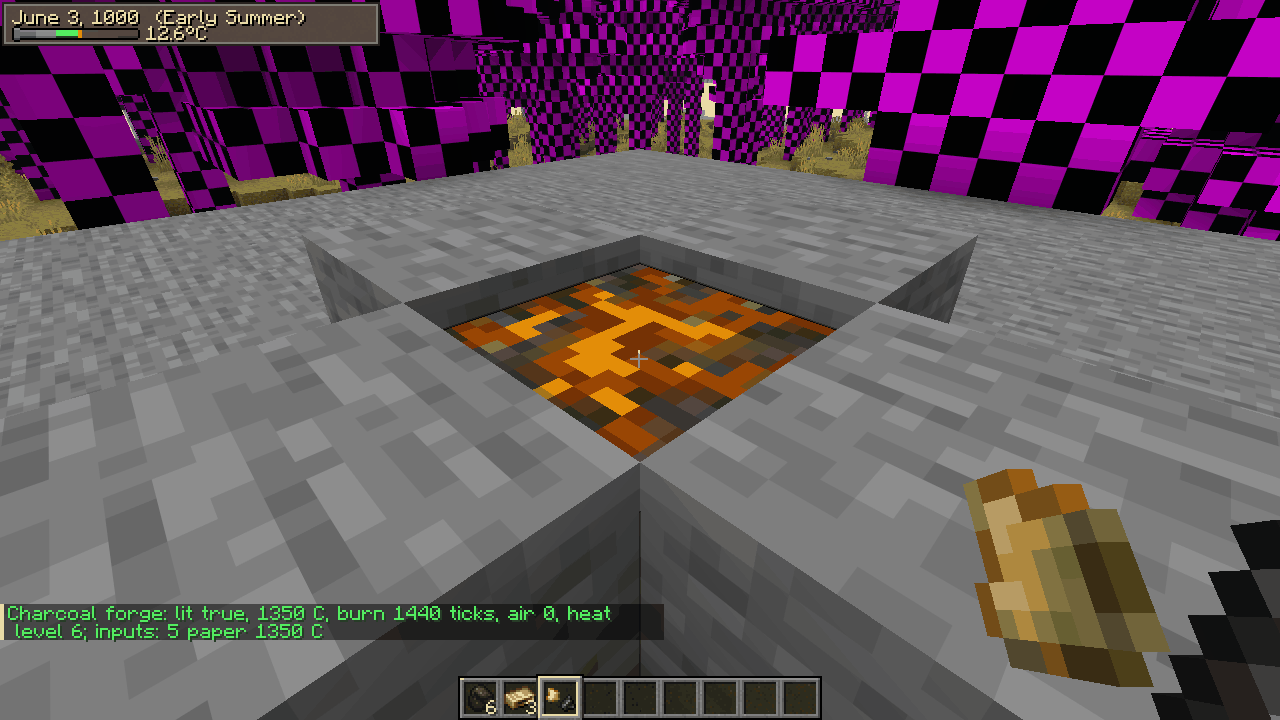 June 3, 1000 (Early Summer)
12.6°C
Charcoal forge: lit true, 1350 C, burn 1440 ticks, air 0, heat
level 6; inputs: 5 paper 1350 C
6 3